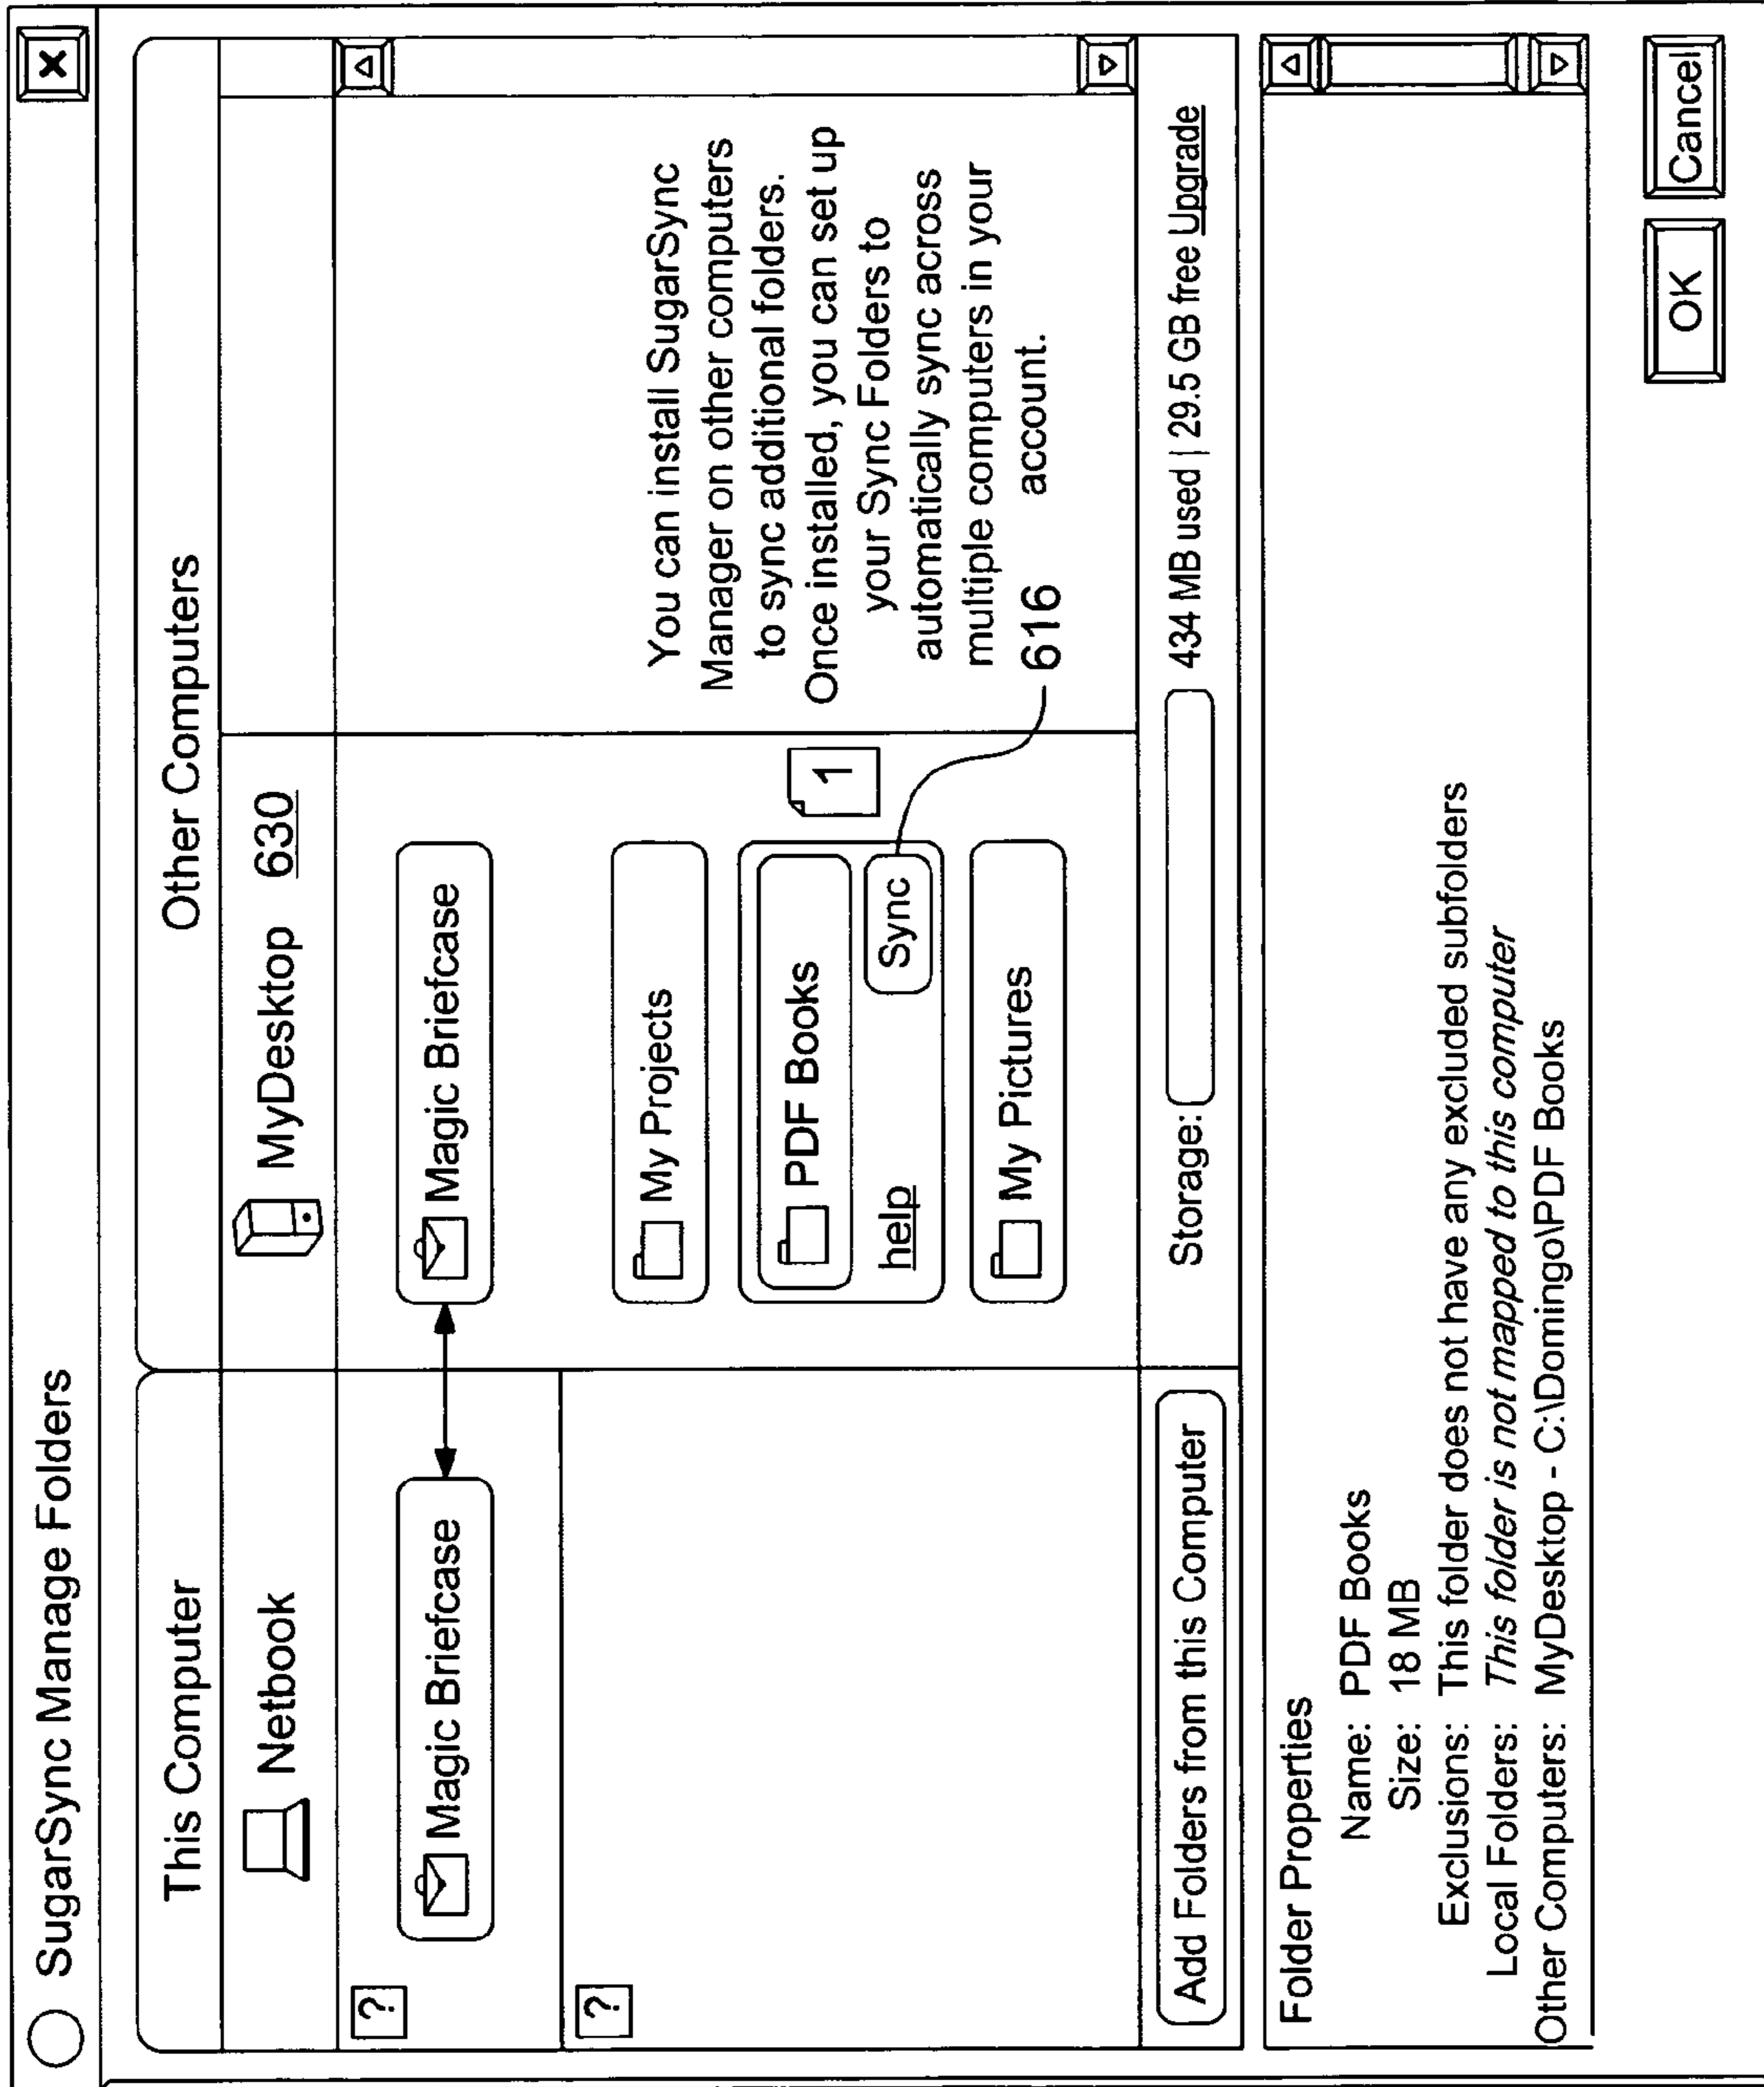 SugarSync Manage Folders
X
This Computer
Other Computers
Netbook
MyDesktop 630
?
Magic Briefcase
Magic Briefcase
?
My Projects
PDF Books
1
help
Sync
616
My Pictures
You can install SugarSync
Manager on other computers
to sync additional folders.
Once installed, you can set up
your Sync Folders to
automatically sync across
multiple computers in your
account.
Add Folders from this Computer
Storage: 434 MB used | 29.5 GB free Upgrade
Folder Properties
Name: PDF Books
Size: 18 MB
Exclusions: This folder does not have any excluded subfolders
Local Folders: This folder is not mapped to this computer
Other Computers: MyDesktop - C:\Domingo\PDF Books
OK
Cancel